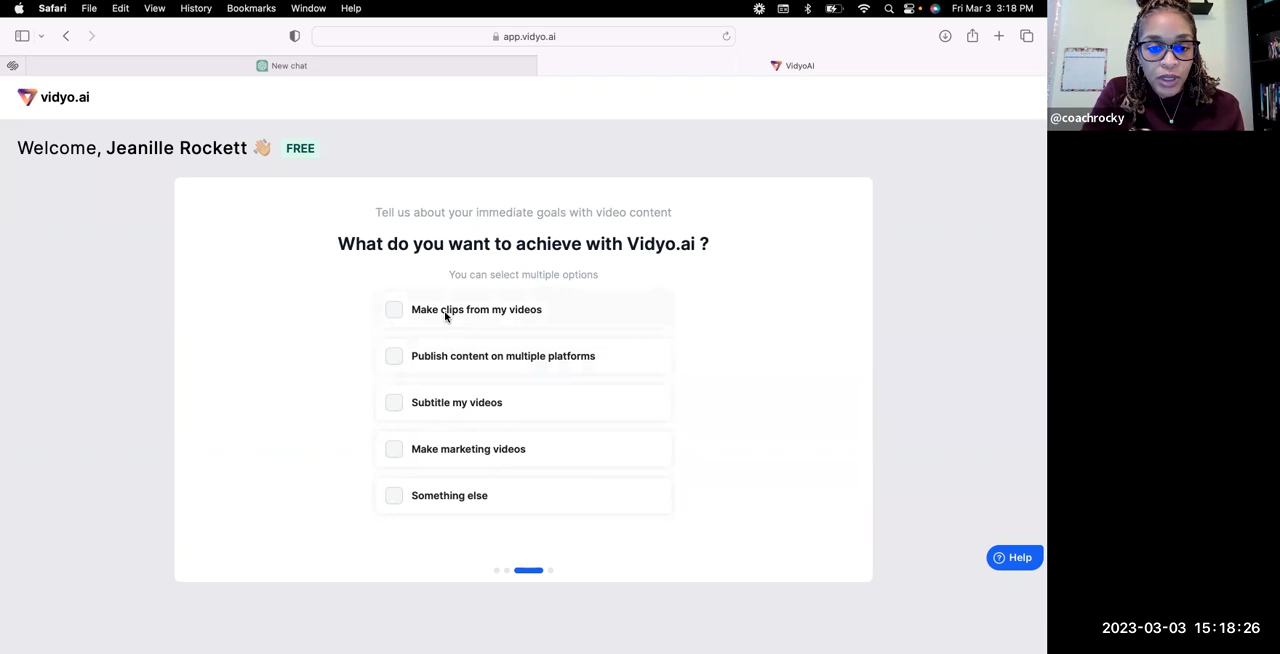 Safari File Edit View History Bookmarks Window Help Fri Mar 3 3:18 PM
app.vidyo.ai
New chat
VidyoAI
vidyo.ai
@coachrocky
Welcome, Jeanille Rockett 👋🏼 FREE
Tell us about your immediate goals with video content
What do you want to achieve with Vidyo.ai ?
You can select multiple options
Make clips from my videos
Publish content on multiple platforms
Subtitle my videos
Make marketing videos
Something else
Help
2023-03-03 15:18:26